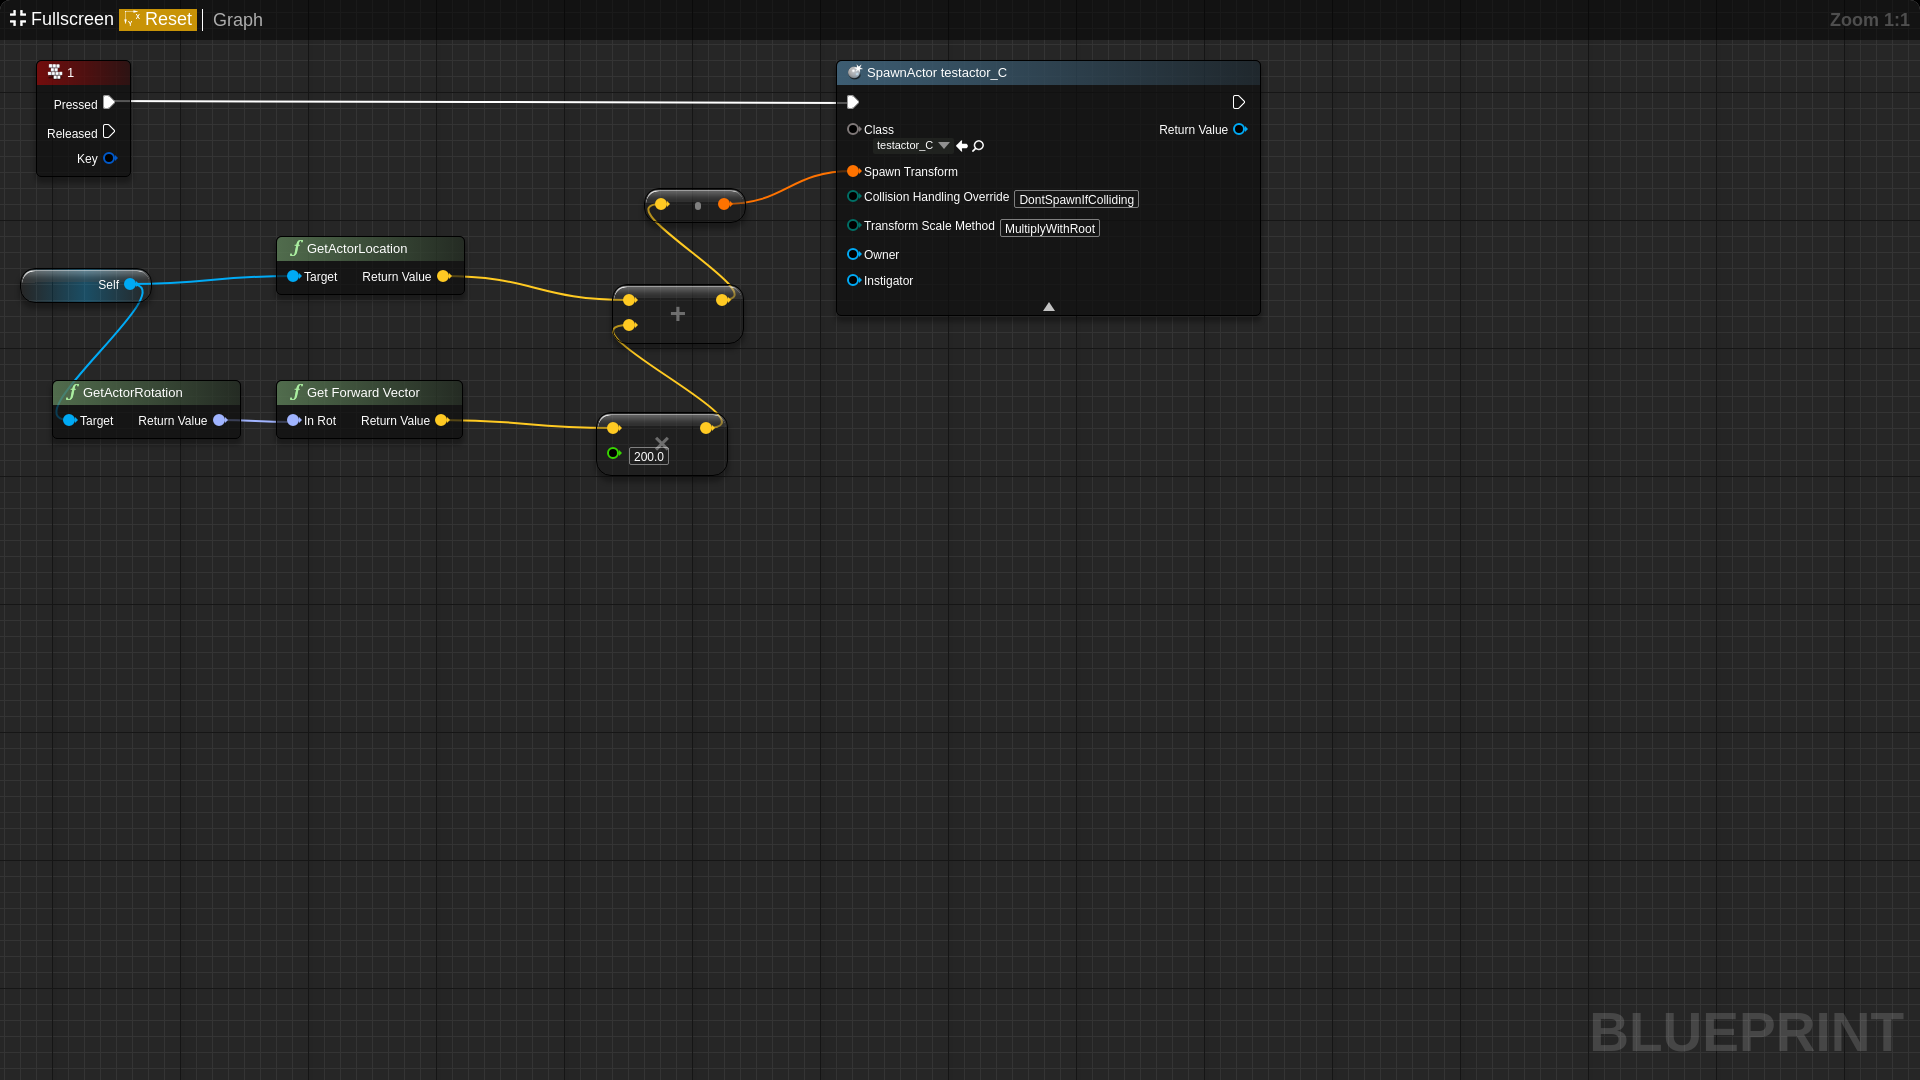 Fullscreen Reset Graph
Zoom 1:1
1
Pressed
Released
Key
SpawnActor testactor_C
Class
testactor_C
Return Value
Spawn Transform
Collision Handling Override DontSpawnIfColliding
Transform Scale Method MultiplyWithRoot
Owner
Instigator
GetActorLocation
Target Return Value
Self
+
GetActorRotation
Target Return Value
Get Forward Vector
In Rot Return Value
×
200.0
BLUEPRINT